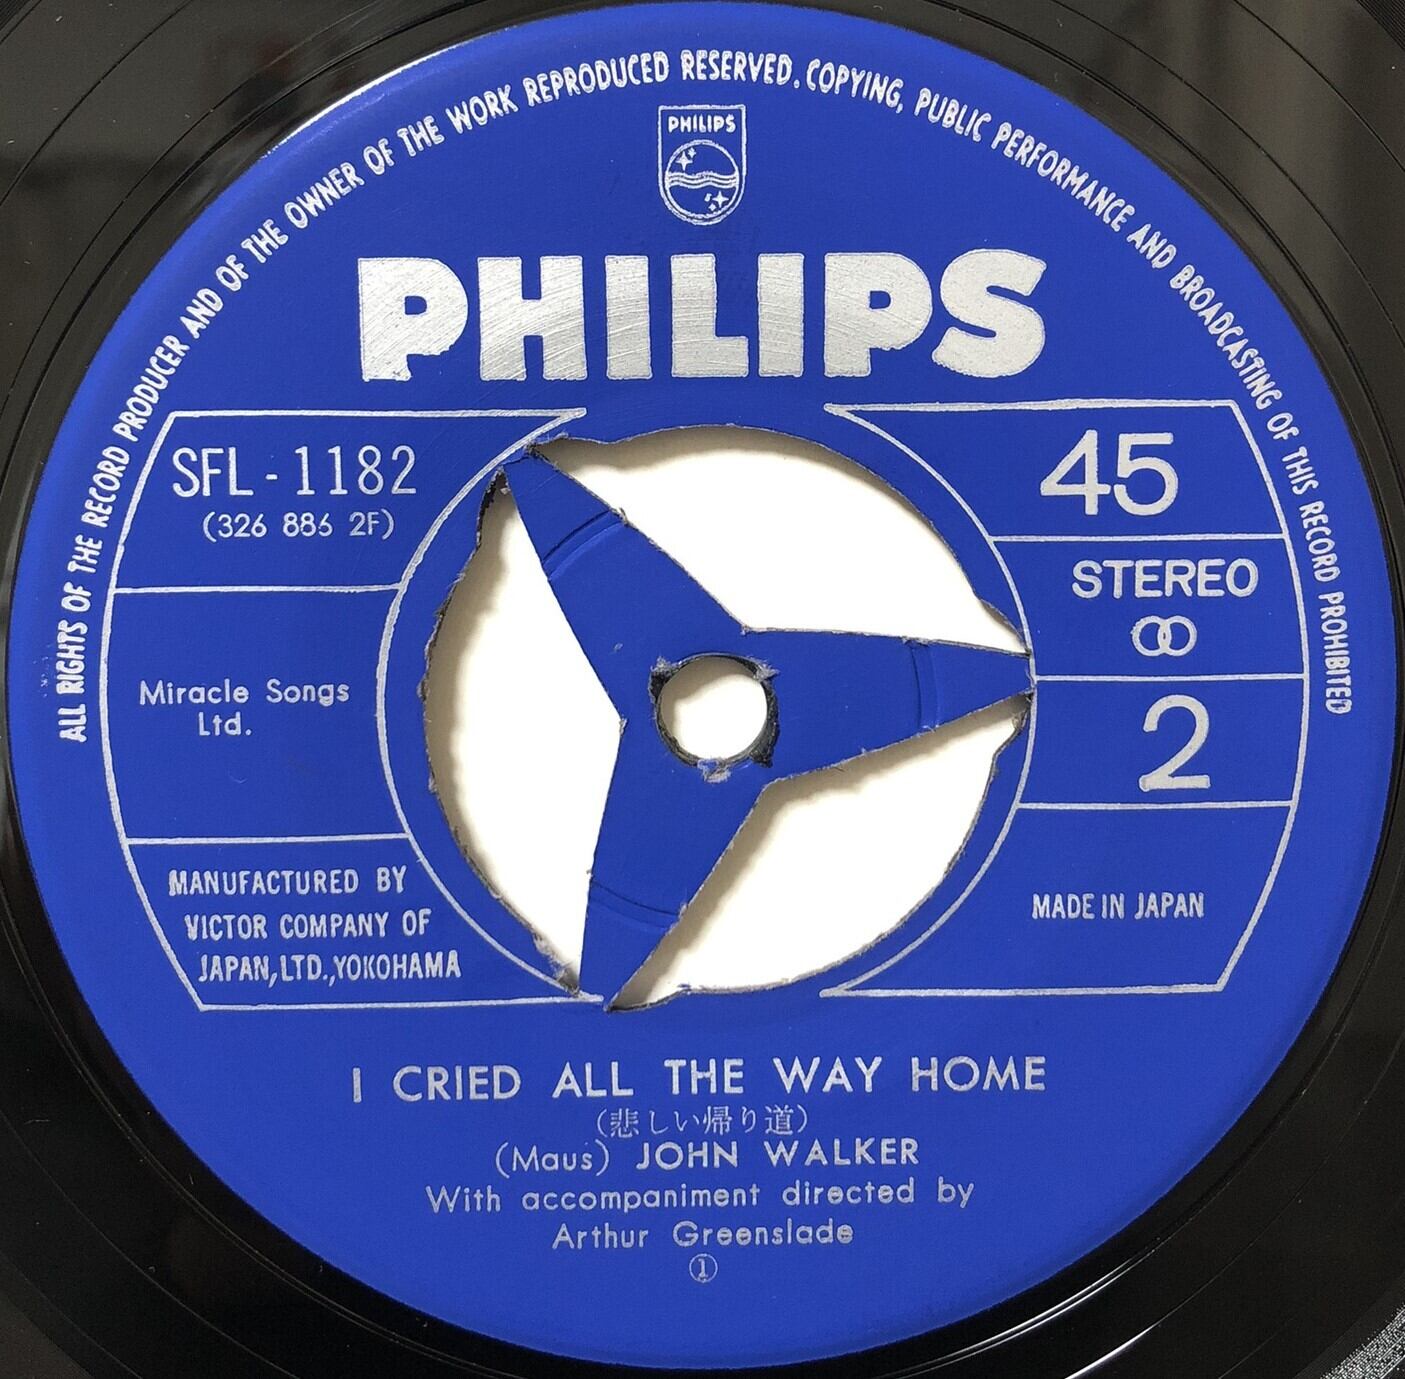 ALL RIGHTS OF THE RECORD PRODUCER AND OF THE OWNER OF THE WORK REPRODUCED RESERVED. COPYING, PUBLIC PERFORMANCE AND BROADCASTING OF THIS RECORD PROHIBITED
PHILIPS
PHILIPS
SFL-1182
(326 886 2F)
45
STEREO
2
Miracle Songs
Ltd.
MANUFACTURED BY
VICTOR COMPANY OF
JAPAN, LTD., YOKOHAMA
MADE IN JAPAN
I CRIED ALL THE WAY HOME
(悲しい帰り道)
(Maus) JOHN WALKER
With accompaniment directed by
Arthur Greenslade
①